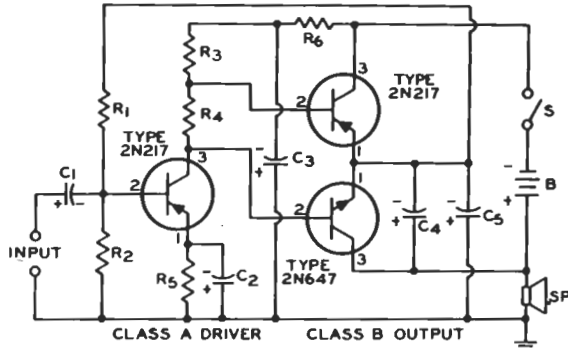 R6
R3
3
TYPE
2N217
2
R1
R4
S
TYPE
2N217
1
C1
3
-
+
C3
1
-
B
+
+
-
2
2
-
+
C4
-
+
C5
INPUT
R2
1
R5
-
+
C2
TYPE
2N647
3
SP
CLASS A DRIVER
CLASS B OUTPUT